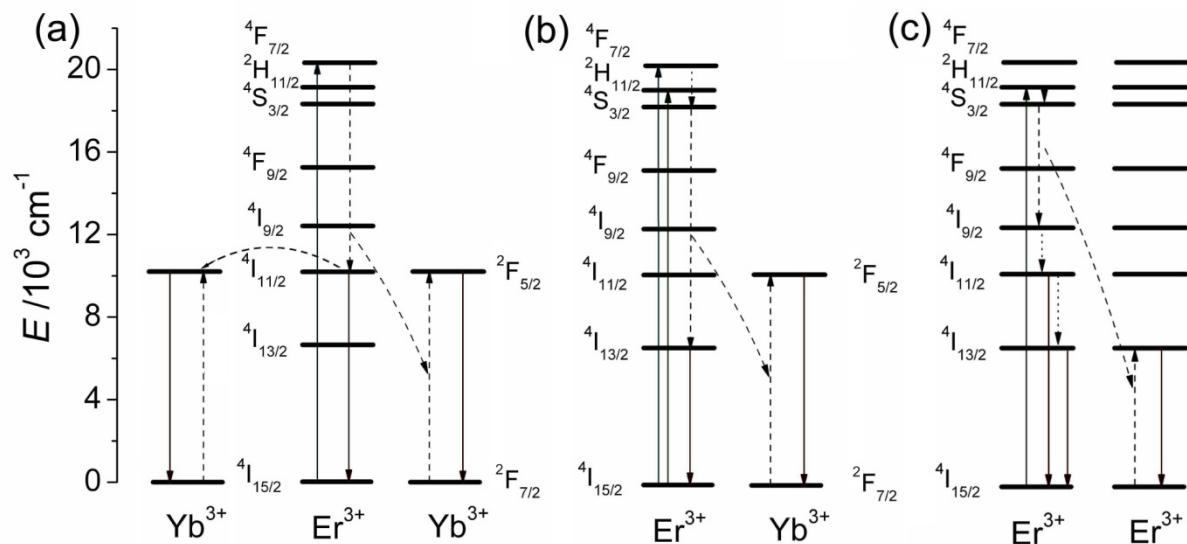 (a)
E /10³ cm⁻¹
20
16
12
8
4
0
⁴F₇/₂
²H₁₁/₂
⁴S₃/₂
⁴F₉/₂
⁴I₉/₂
⁴I₁₁/₂
⁴I₁₃/₂
⁴I₁₅/₂
²F₅/₂
²F₇/₂
Yb³⁺
Er³⁺
Yb³⁺
(b)
⁴F₇/₂
²H₁₁/₂
⁴S₃/₂
⁴F₉/₂
⁴I₉/₂
⁴I₁₁/₂
⁴I₁₃/₂
⁴I₁₅/₂
²F₅/₂
²F₇/₂
Er³⁺
Yb³⁺
(c)
⁴F₇/₂
²H₁₁/₂
⁴S₃/₂
⁴F₉/₂
⁴I₉/₂
⁴I₁₁/₂
⁴I₁₃/₂
⁴I₁₅/₂
Er³⁺
Er³⁺